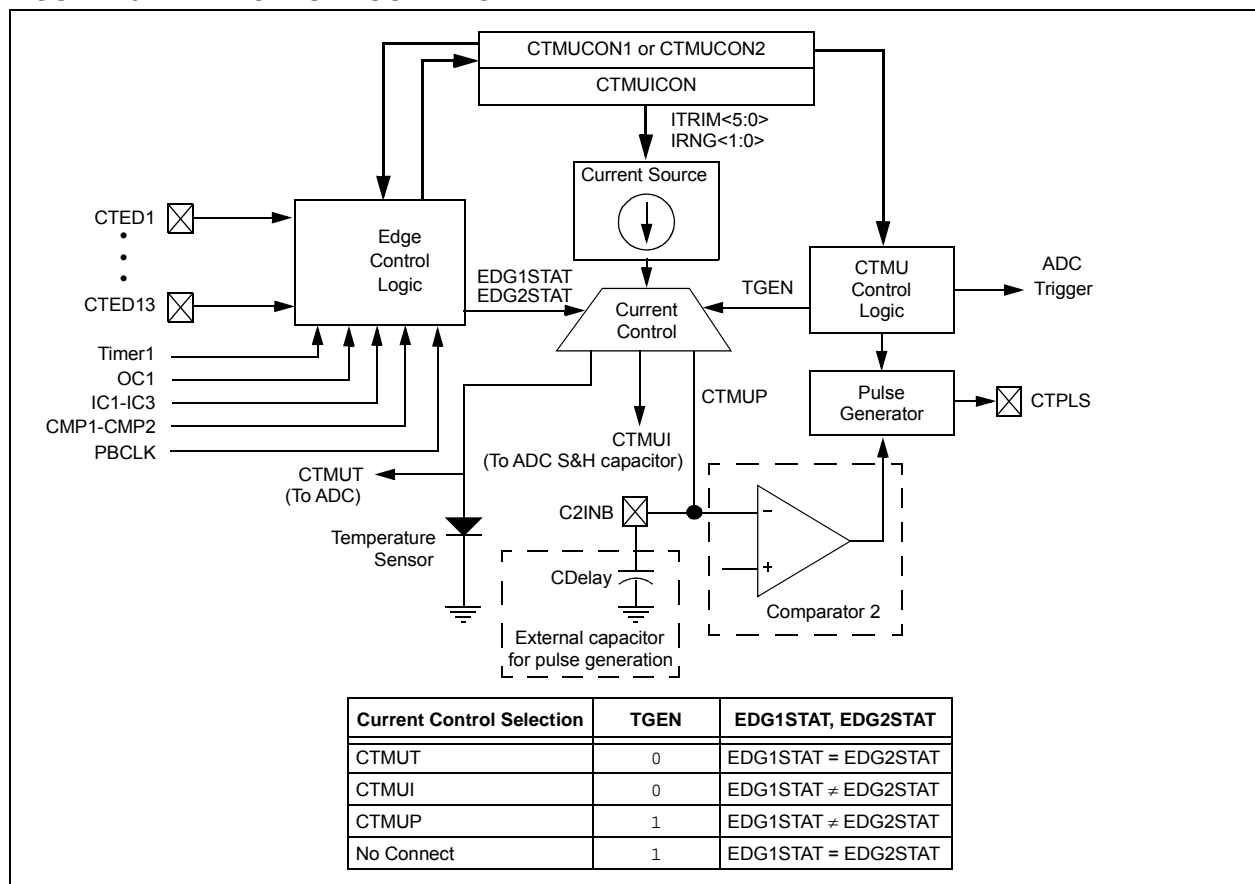 CTMUCON1 or CTMUCON2
CTMUICON
ITRIM<5:0>
IRNG<1:0>
Current Source
CTED1
CTED13
Edge
Control
Logic
EDG1STAT
EDG2STAT
Current
Control
TGEN
CTMU
Control
Logic
ADC
Trigger
Timer1
OC1
IC1-IC3
CMP1-CMP2
PBCLK
CTMUP
Pulse
Generator
CTPLS
CTMUT
(To ADC)
CTMUI
(To ADC S&H capacitor)
C2INB
Temperature
Sensor
CDelay
−
+
Comparator 2
External capacitor
for pulse generation
Current Control Selection TGEN EDG1STAT, EDG2STAT
CTMUT 0 EDG1STAT = EDG2STAT
CTMUI 0 EDG1STAT ≠ EDG2STAT
CTMUP 1 EDG1STAT ≠ EDG2STAT
No Connect 1 EDG1STAT = EDG2STAT